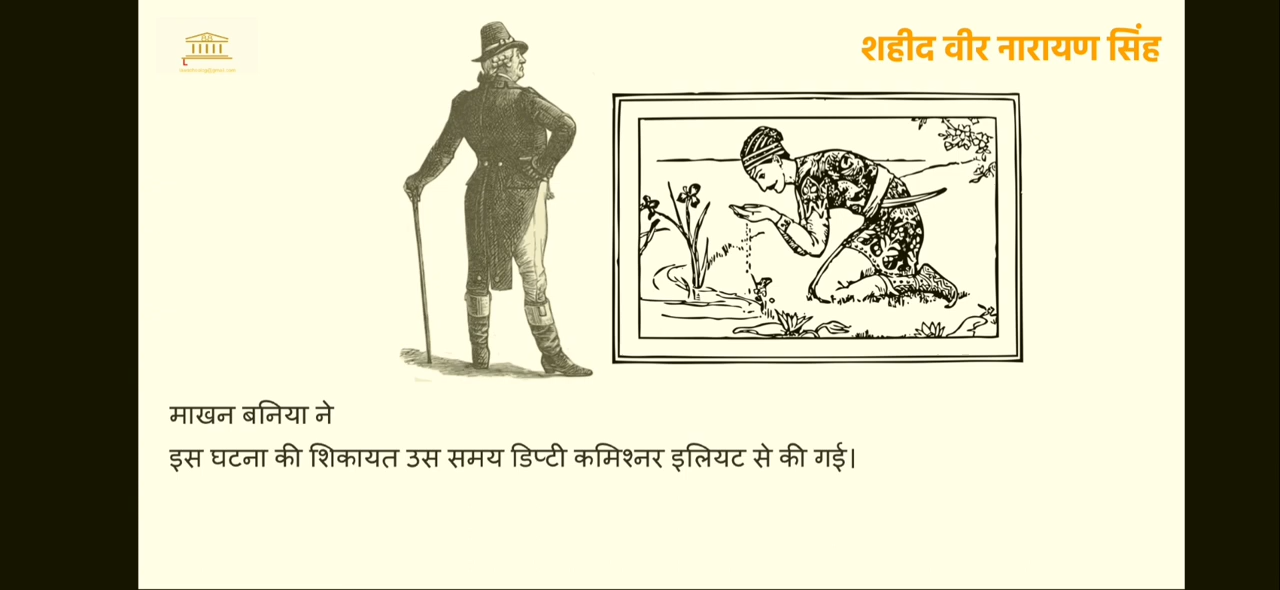 शहीद वीर नारायण सिंह
माखन बनिया ने
इस घटना की शिकायत उस समय डिप्टी कमिश्नर इलियट से की गई।